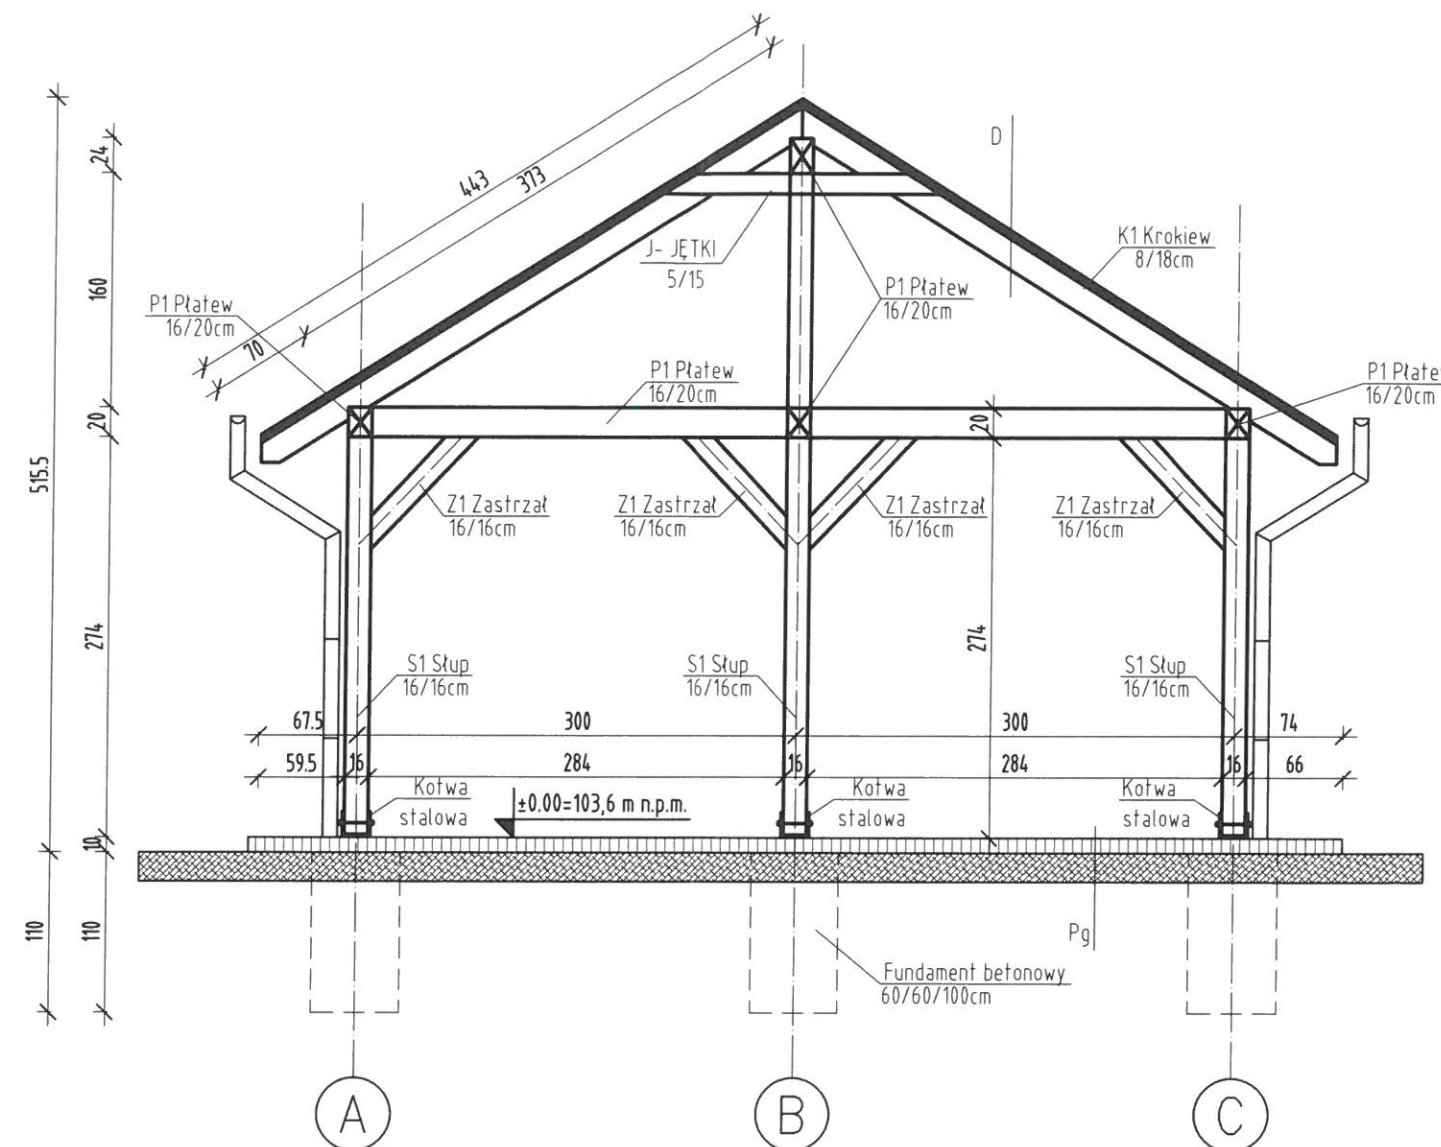 443
373
70
24
160
20
515.5
274
10
110
110
D
K1 Krokiew
8/18cm
J- JĘTKI
5/15
P1 Płatew
16/20cm
P1 Płatew
16/20cm
P1 Płatew
16/20cm
P1 Płate
16/20cm
20
274
Z1 Zastrzał
16/16cm
Z1 Zastrzał
16/16cm
Z1 Zastrzał
16/16cm
Z1 Zastrzał
16/16cm
S1 Słup
16/16cm
S1 Słup
16/16cm
S1 Słup
16/16cm
67.5 300 300 74
59.5 16 284 16 284 16 66
Kotwa
stalowa
±0.00=103,6 m n.p.m.
Kotwa
stalowa
Kotwa
stalowa
Pg
Fundament betonowy
60/60/100cm
A B C